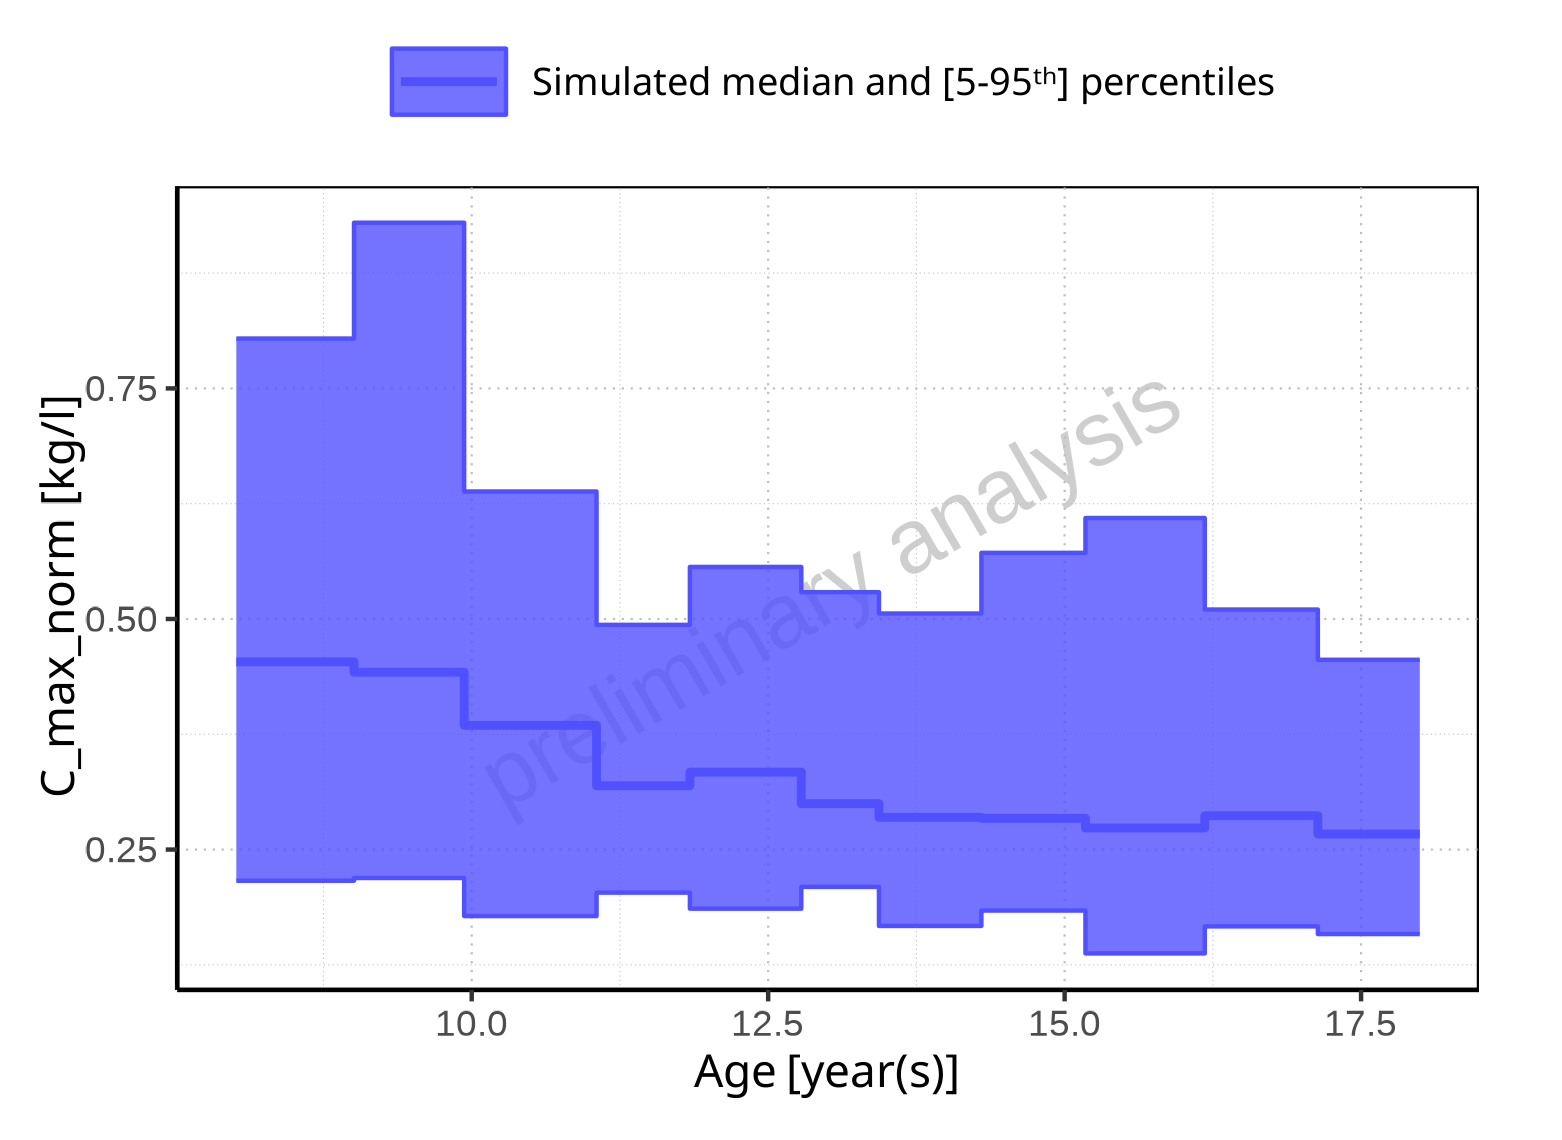 Simulated median and [5-95ᵗʰ] percentiles
C_max_norm [kg/l]
0.75
0.50
0.25
preliminary analysis
10.0 12.5 15.0 17.5
Age [year(s)]